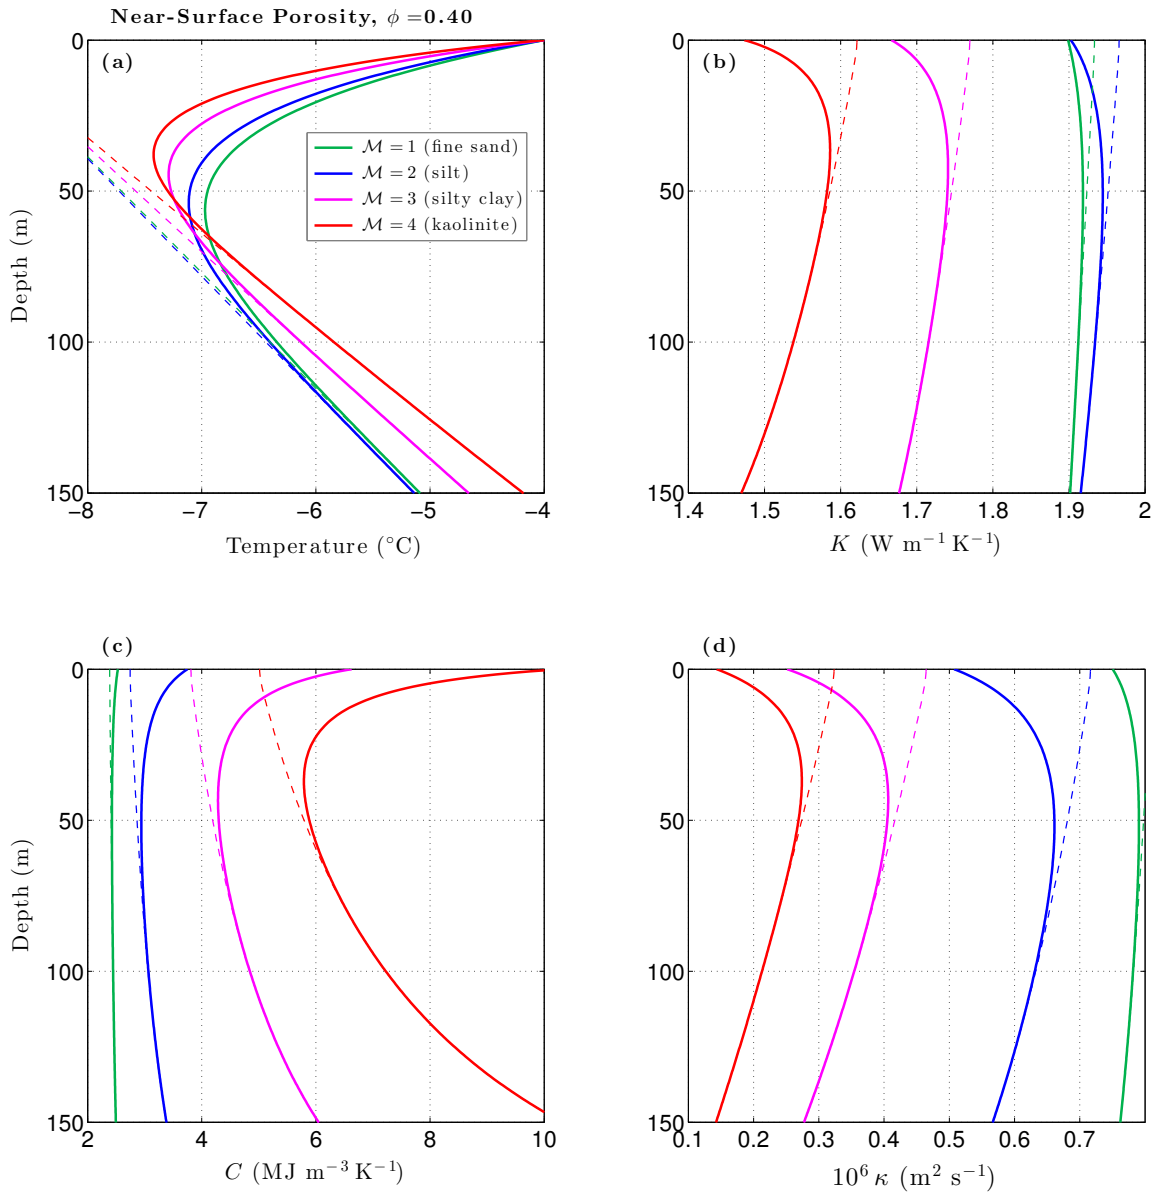 Near-Surface Porosity, ϕ =0.40
(a)
0
50
100
150
Depth (m)
ℳ = 1 (fine sand)
ℳ = 2 (silt)
ℳ = 3 (silty clay)
ℳ = 4 (kaolinite)
−8 −7 −6 −5 −4
Temperature (°C)
(b)
0
50
100
150
1.4 1.5 1.6 1.7 1.8 1.9 2
K (W m⁻¹ K⁻¹)
(c)
0
50
100
150
Depth (m)
2 4 6 8 10
C (MJ m⁻³ K⁻¹)
(d)
0
50
100
150
0.1 0.2 0.3 0.4 0.5 0.6 0.7
10⁶ κ (m² s⁻¹)